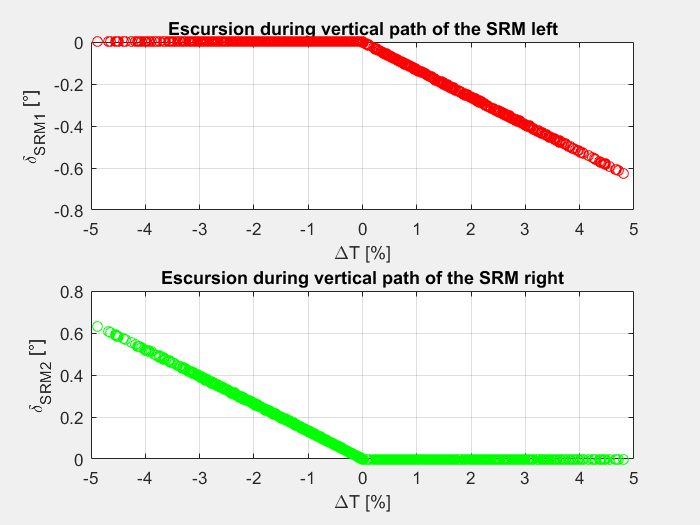 Escursion during vertical path of the SRM left
0
-0.2
-0.4
-0.6
-0.8
δSRM1 [°]
-5 -4 -3 -2 -1 0 1 2 3 4 5
ΔT [%]
Escursion during vertical path of the SRM right
0.8
0.6
0.4
0.2
0
δSRM2 [°]
-5 -4 -3 -2 -1 0 1 2 3 4 5
ΔT [%]